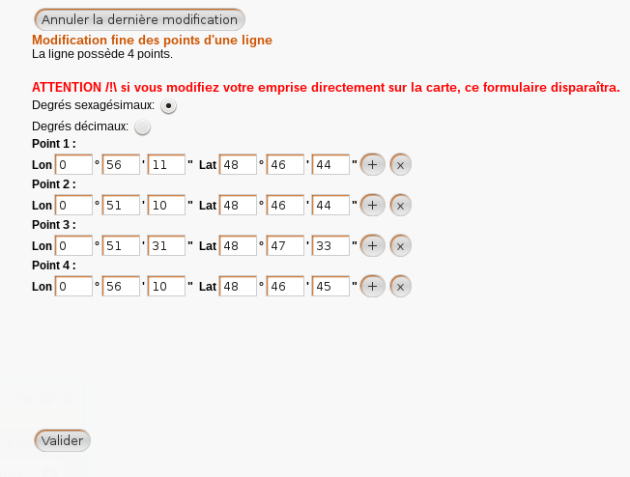 Annuler la dernière modification
Modification fine des points d'une ligne
La ligne possède 4 points.
ATTENTION /!\ si vous modifiez votre emprise directement sur la carte, ce formulaire disparaîtra.
Degrés sexagésimaux:
Degrés décimaux:
Point 1 :
Lon 0 ° 56 ' 11 " Lat 48 ° 46 ' 44 " + x
Point 2 :
Lon 0 ° 51 ' 10 " Lat 48 ° 46 ' 44 " + x
Point 3 :
Lon 0 ° 51 ' 31 " Lat 48 ° 47 ' 33 " + x
Point 4 :
Lon 0 ° 56 ' 10 " Lat 48 ° 46 ' 45 " + x
Valider